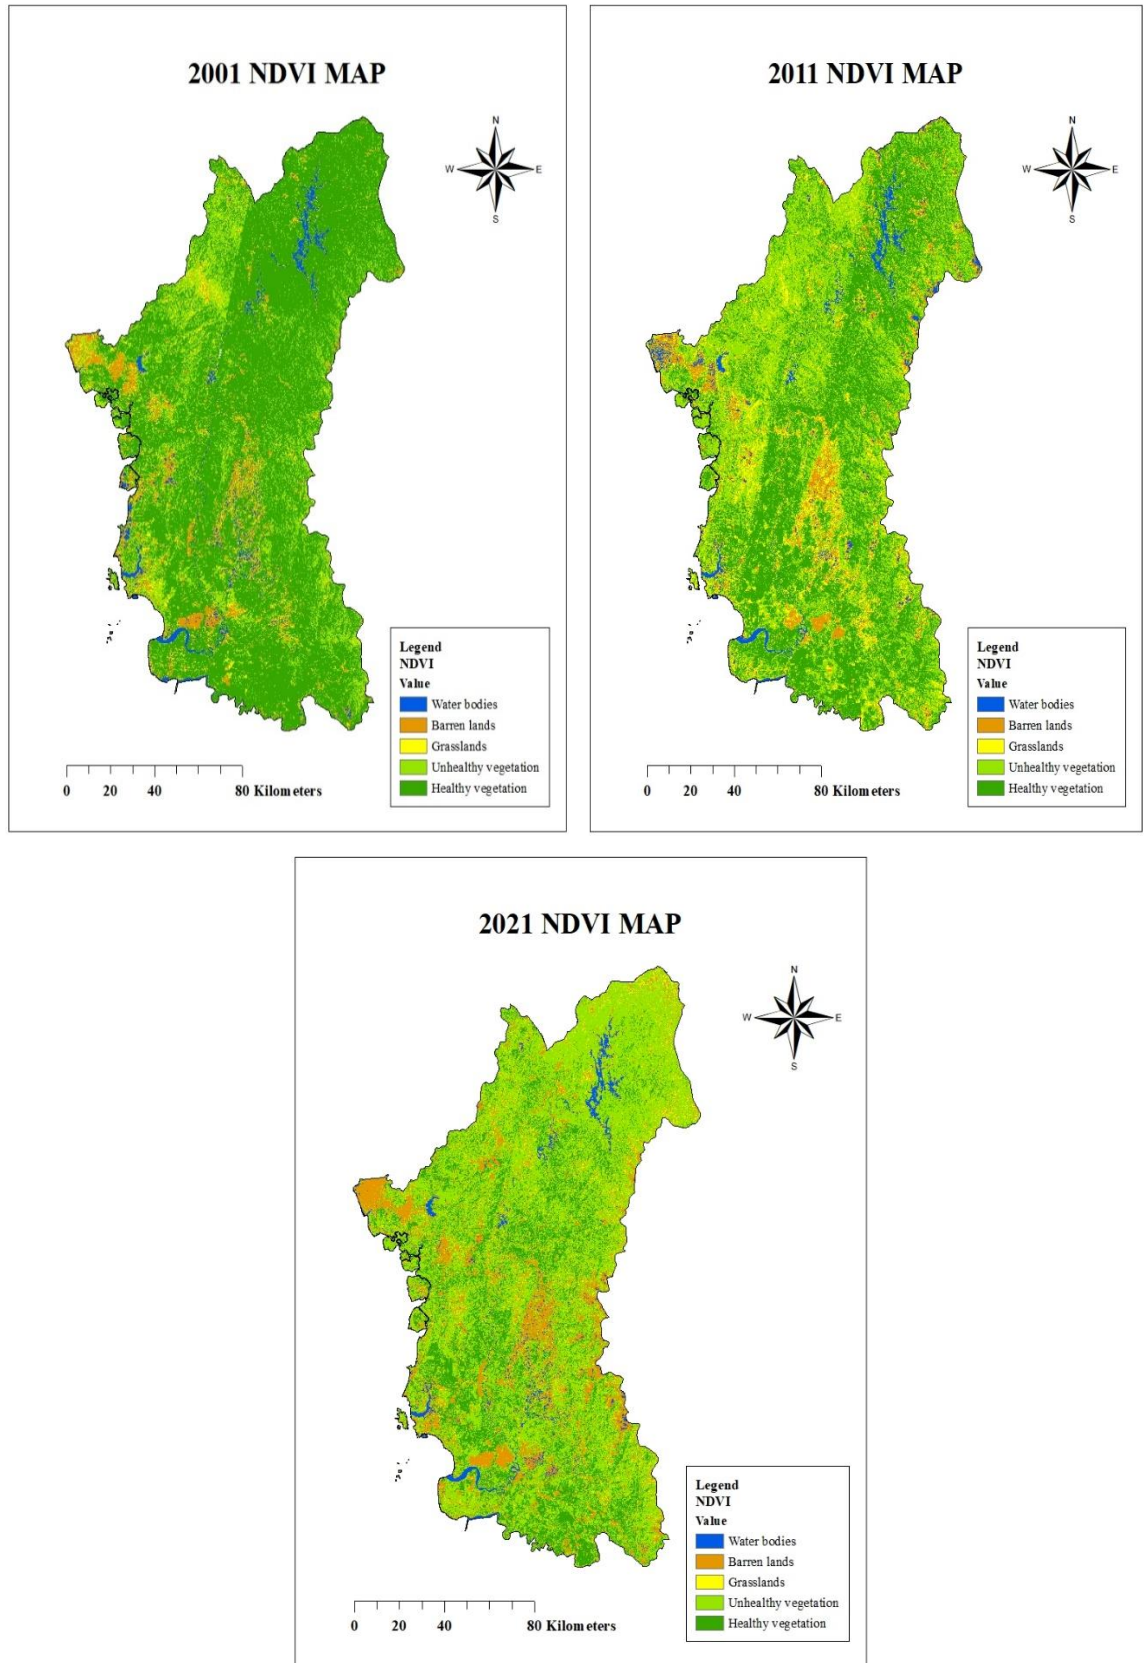 2001 NDVI MAP
N
W E
S
Legend
NDVI
Value
Water bodies
Barren lands
Grasslands
Unhealthy vegetation
Healthy vegetation
0 20 40 80 Kilometers
2011 NDVI MAP
N
W E
S
Legend
NDVI
Value
Water bodies
Barren lands
Grasslands
Unhealthy vegetation
Healthy vegetation
0 20 40 80 Kilometers
2021 NDVI MAP
N
W E
S
Legend
NDVI
Value
Water bodies
Barren lands
Grasslands
Unhealthy vegetation
Healthy vegetation
0 20 40 80 Kilometers